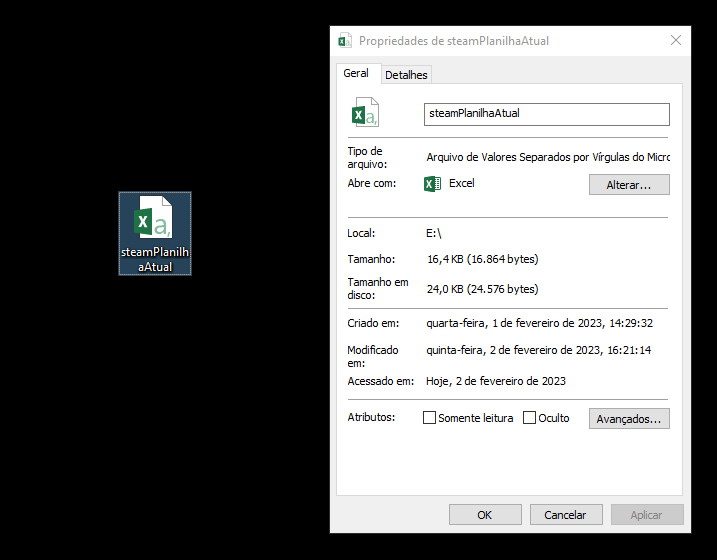 steamPlanilh
aAtual
Propriedades de steamPlanilhaAtual
Geral
Detalhes
steamPlanilhaAtual
Tipo de
arquivo:
Arquivo de Valores Separados por Vírgulas do Micro
Abre com:
Excel
Alterar...
Local:
E:\
Tamanho:
16,4 KB (16.864 bytes)
Tamanho em
disco:
24,0 KB (24.576 bytes)
Criado em:
quarta-feira, 1 de fevereiro de 2023, 14:29:32
Modificado
em:
quinta-feira, 2 de fevereiro de 2023, 16:21:14
Acessado em:
Hoje, 2 de fevereiro de 2023
Atributos:
Somente leitura
Oculto
Avançados...
OK
Cancelar
Aplicar